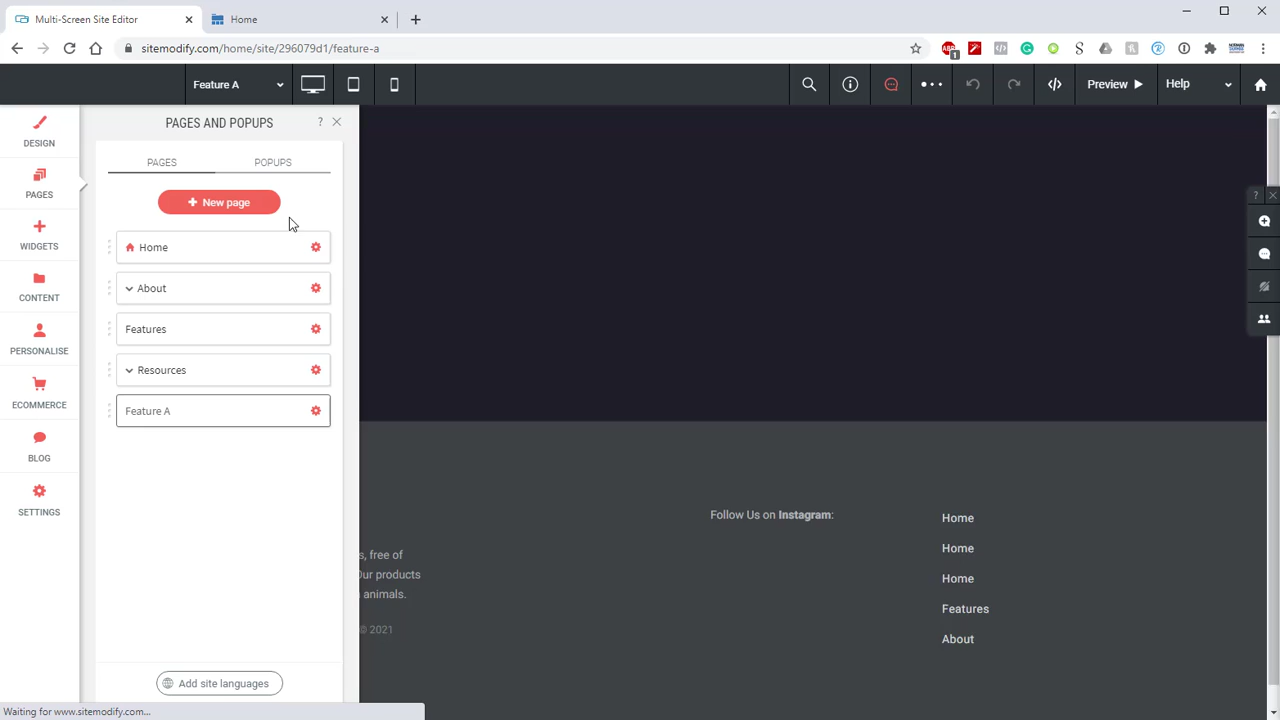 Multi-Screen Site Editor
Home
sitemodify.com/home/site/296079d1/feature-a
1
Feature A
Preview
Help
DESIGN
PAGES
WIDGETS
CONTENT
PERSONALISE
ECOMMERCE
BLOG
SETTINGS
PAGES AND POPUPS
?
PAGES
POPUPS
New page
Home
About
Features
Resources
Feature A
Add site languages
s, free of
Our products
animals.
© 2021
Follow Us on Instagram:
Home
Home
Home
Features
About
?
Waiting for www.sitemodify.com...